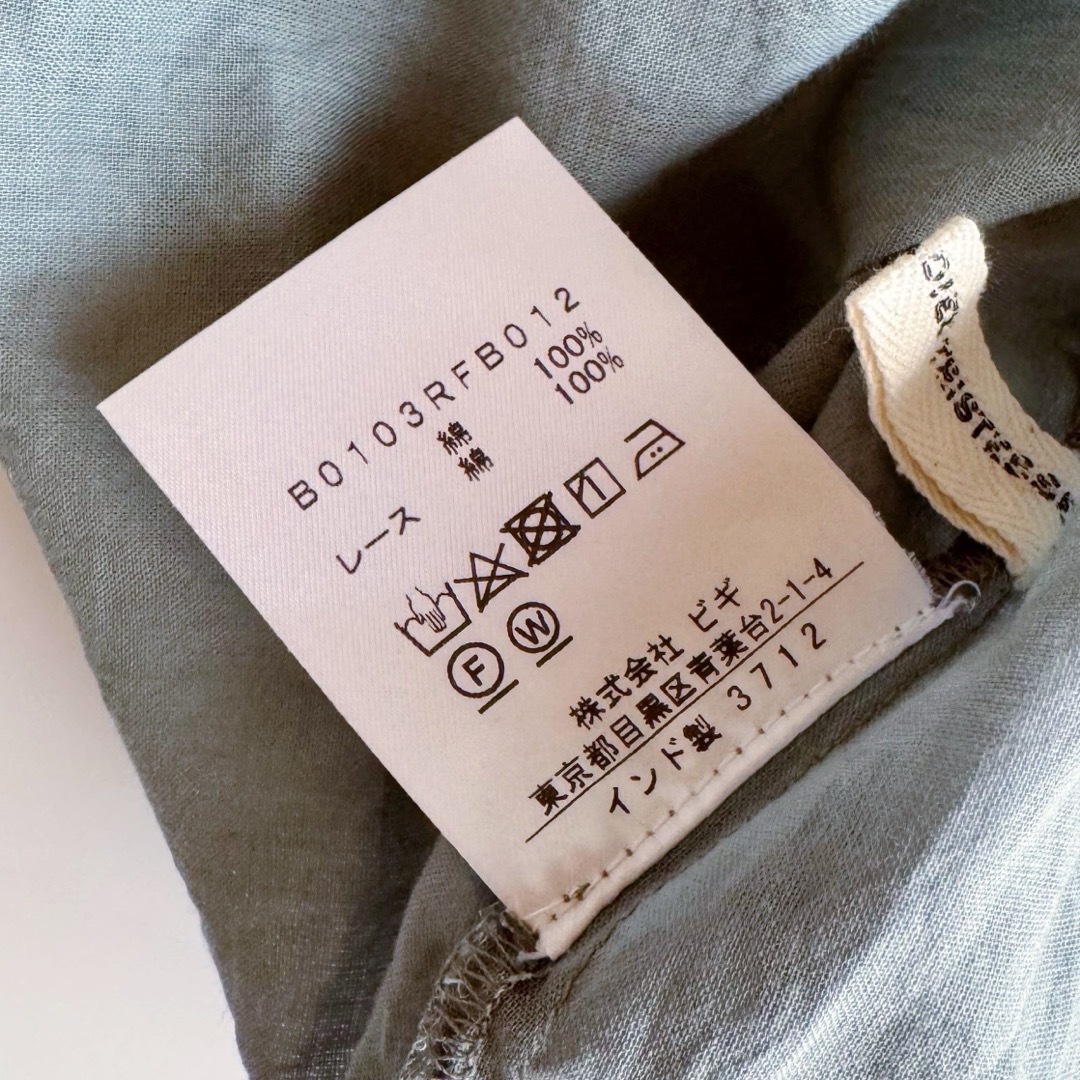 B0103RFB012
綿 100%
レース 綿 100%
F W
株式会社 ビギ
東京都目黒区青葉台2-1-4
インド製 3712